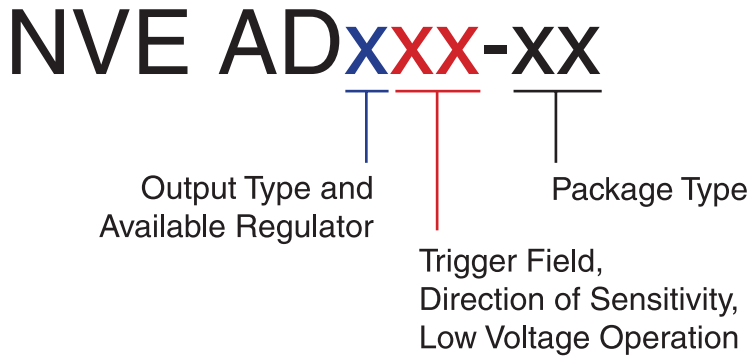 NVE ADxxx-xx
Output Type and
Available Regulator
Package Type
Trigger Field,
Direction of Sensitivity,
Low Voltage Operation